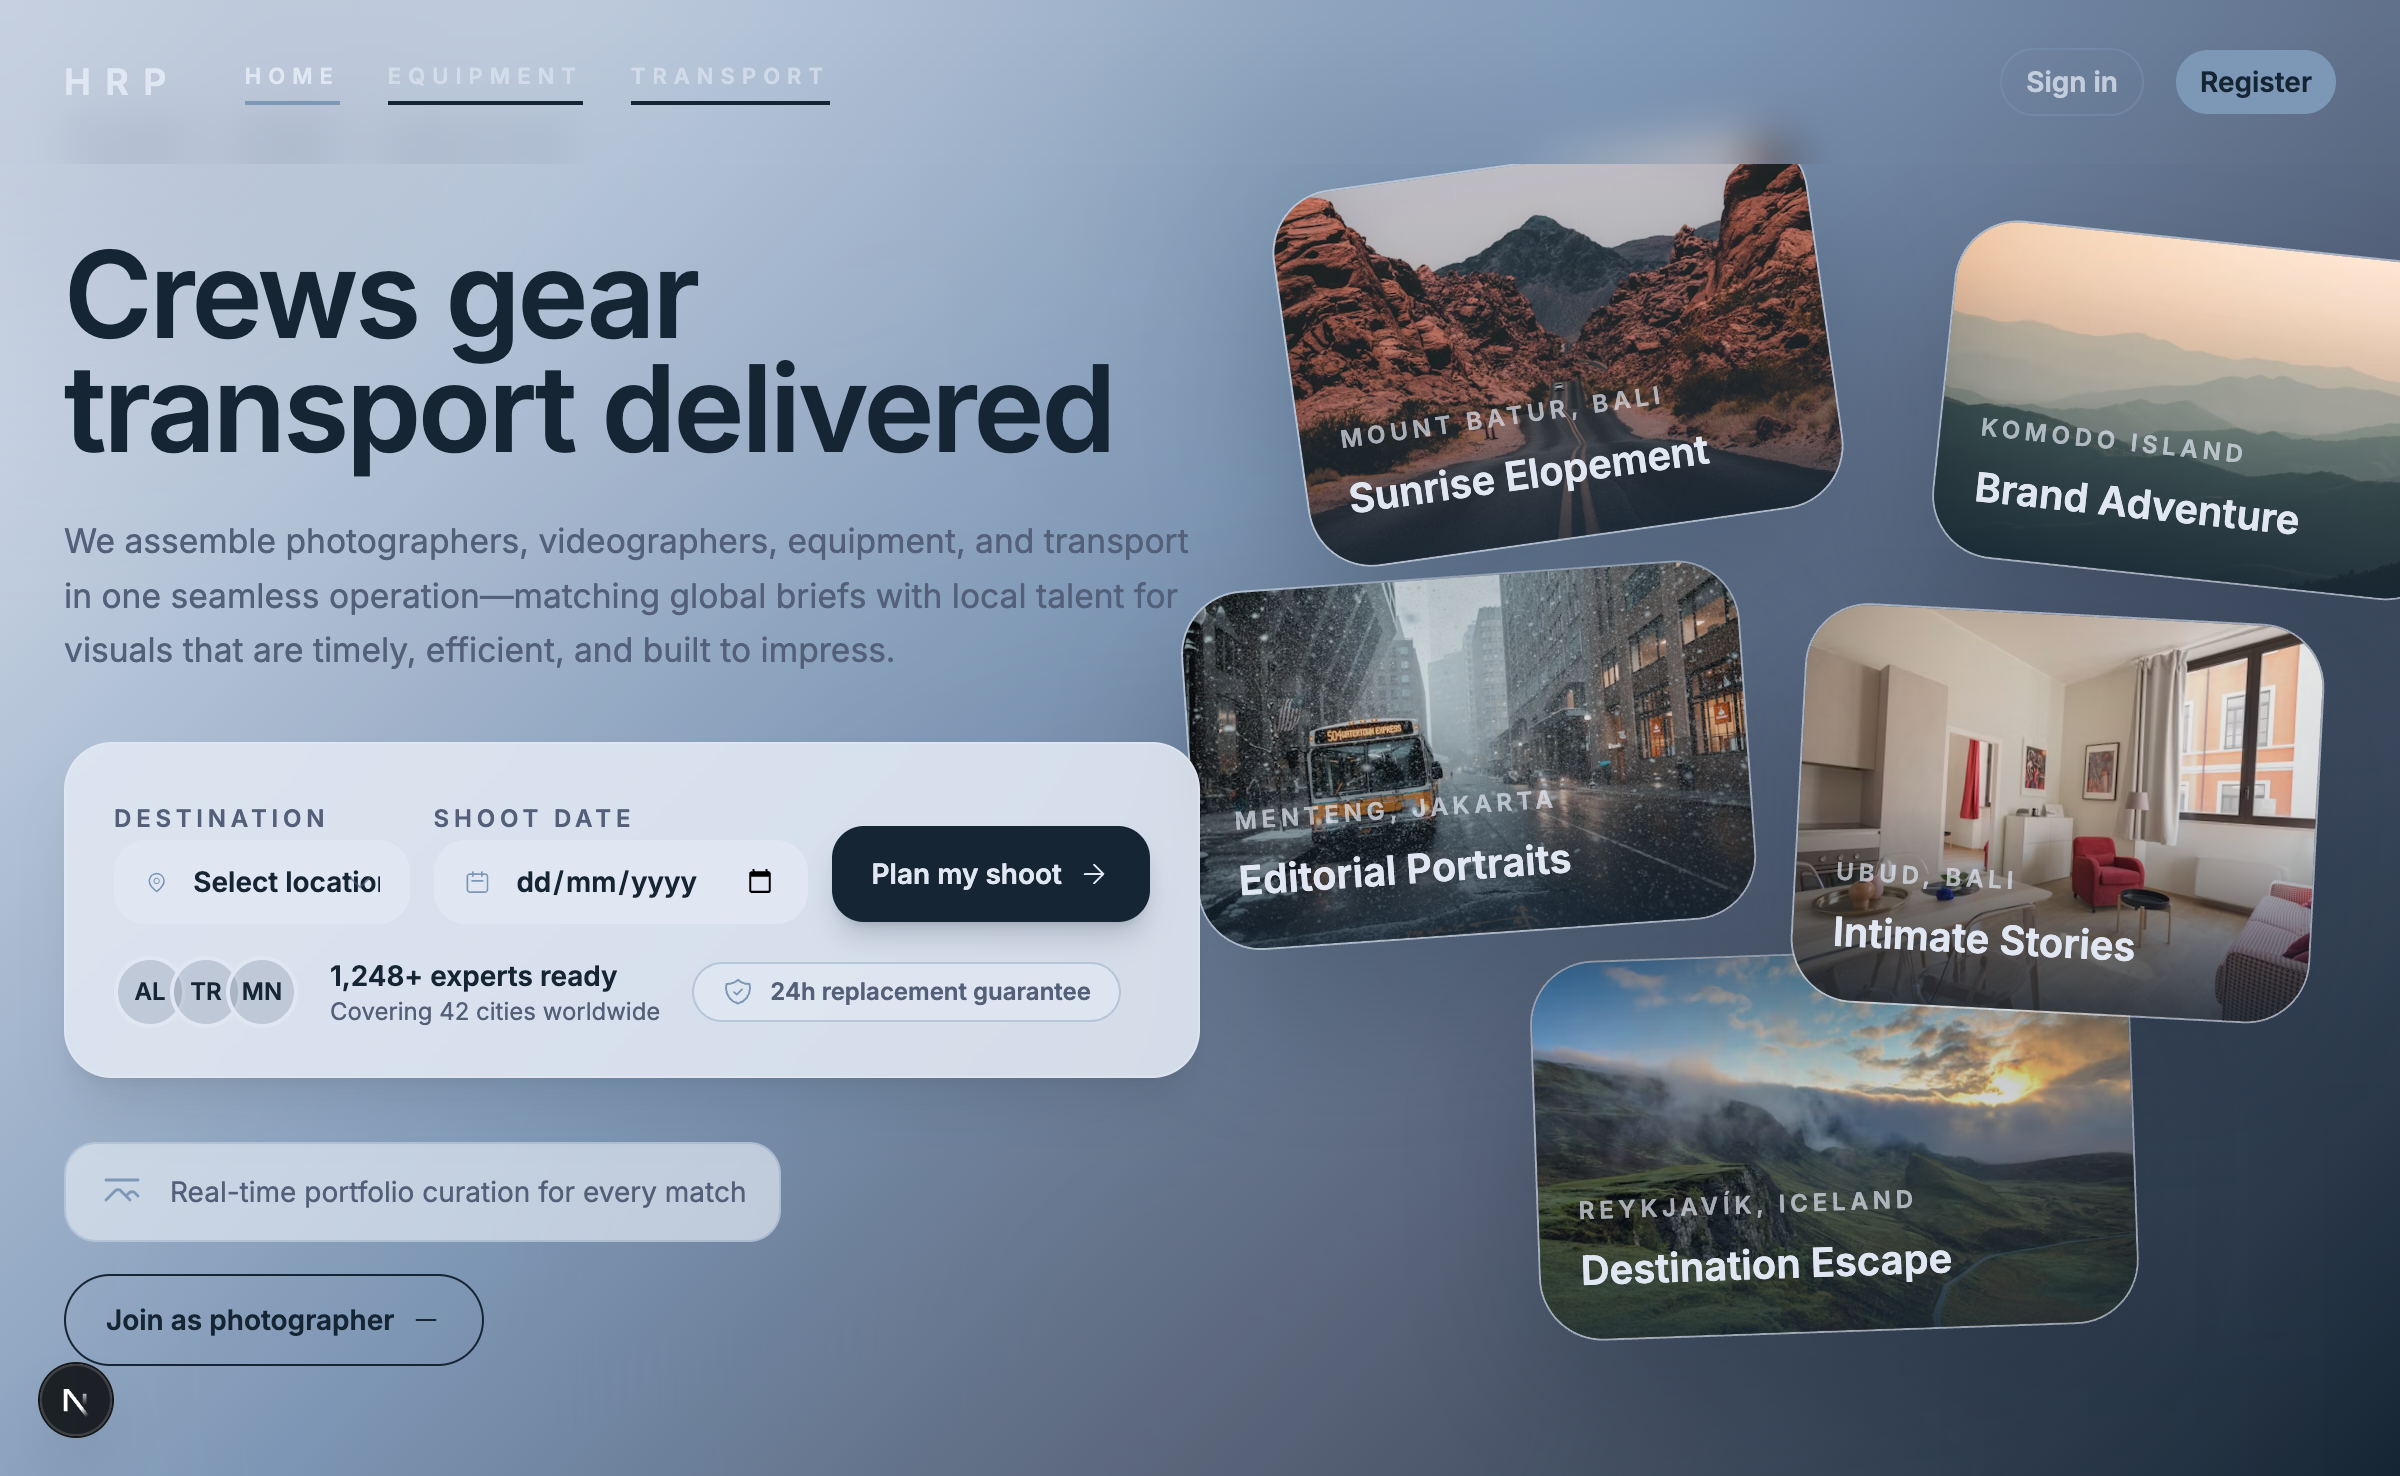 HRP
HOME
EQUIPMENT
TRANSPORT
Sign in
Register
Crews gear
transport delivered
We assemble photographers, videographers, equipment, and transport
in one seamless operation—matching global briefs with local talent for
visuals that are timely, efficient, and built to impress.
DESTINATION
SHOOT DATE
Select location
dd/mm/yyyy
Plan my shoot
AL
TR
MN
1,248+ experts ready
Covering 42 cities worldwide
24h replacement guarantee
Real-time portfolio curation for every match
Join as photographer
N
MOUNT BATUR, BALI
Sunrise Elopement
KOMODO ISLAND
Brand Adventure
504 WATERTOWN EXPRESS
MENTENG, JAKARTA
Editorial Portraits
UBUD, BALI
Intimate Stories
REYKJAVÍK, ICELAND
Destination Escape